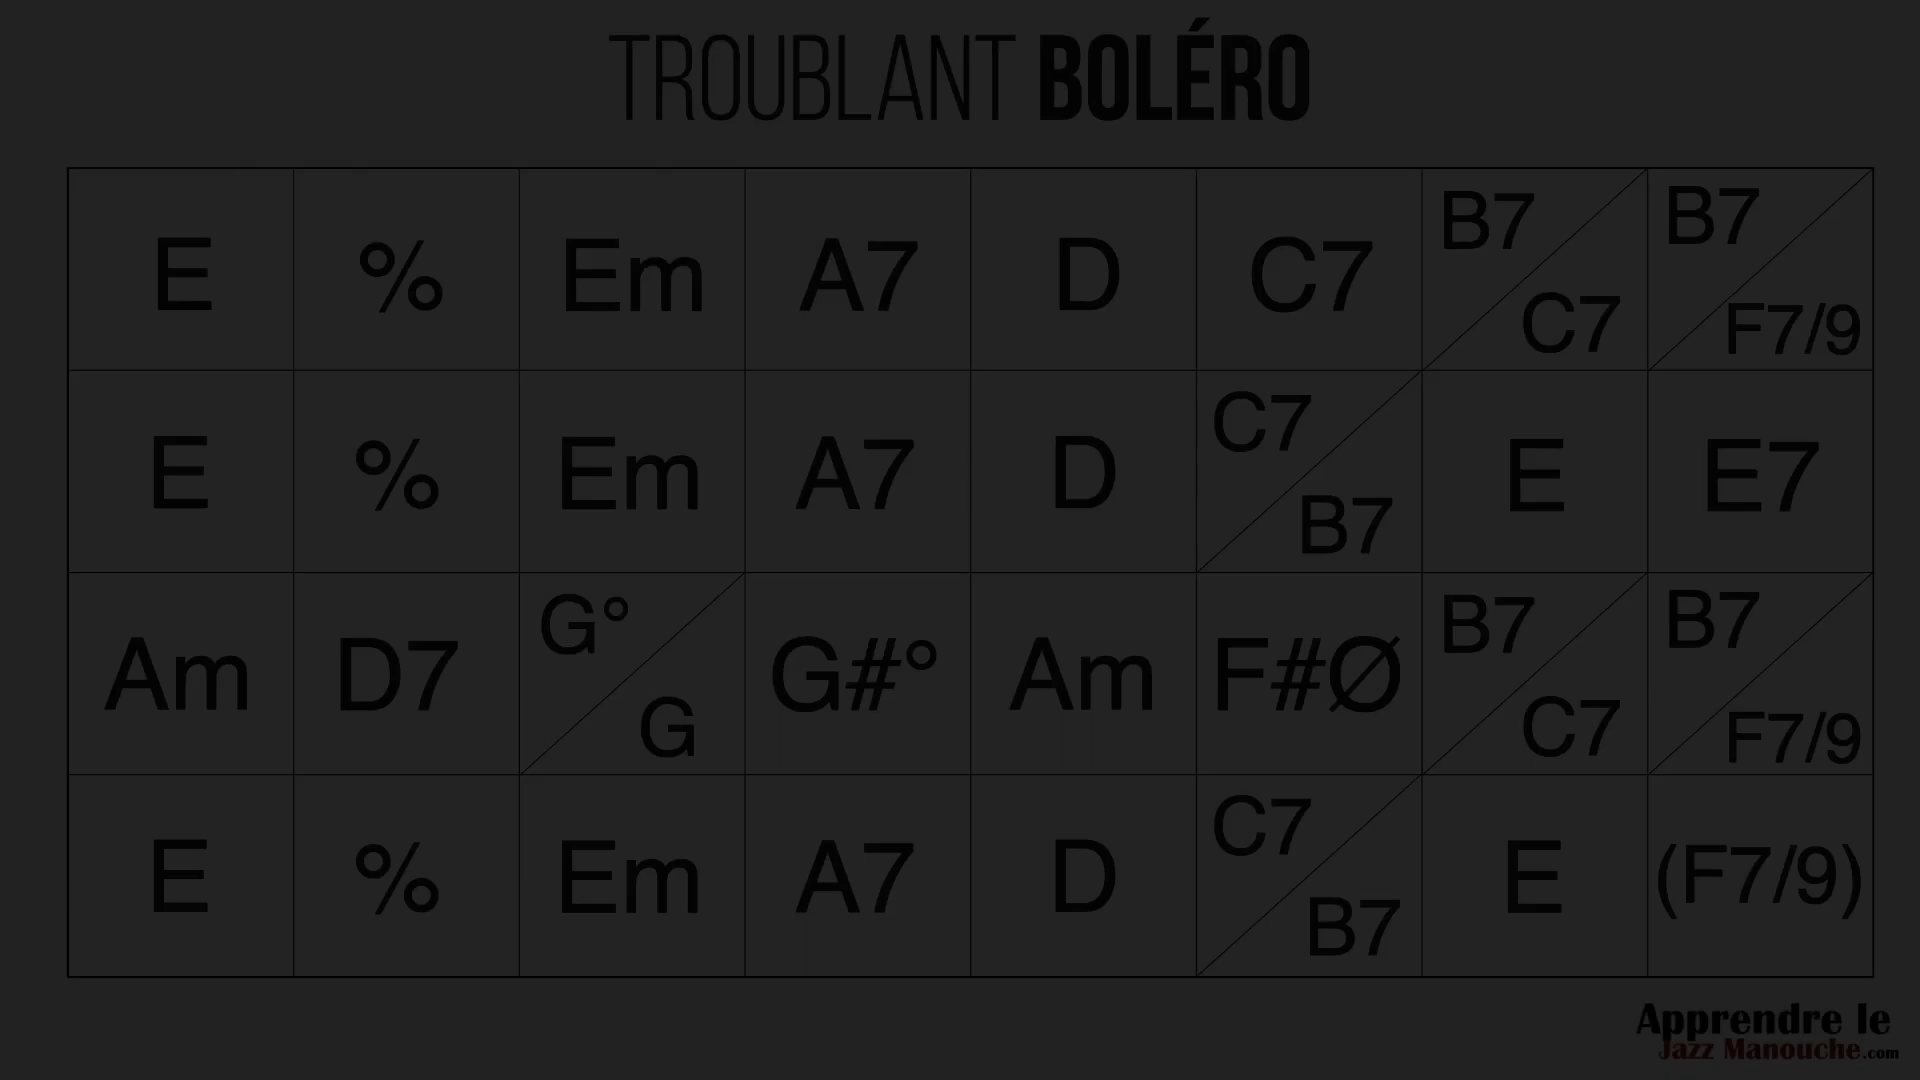 TROUBLANT BOLÉRO
E % Em A7 D C7 B7 C7 B7 F7/9
E % Em A7 D C7 B7 E E7
Am D7 G° G G#° Am F#Ø B7 C7 B7 F7/9
E % Em A7 D C7 B7 E (F7/9)
Apprendre le
Jazz Manouche.com